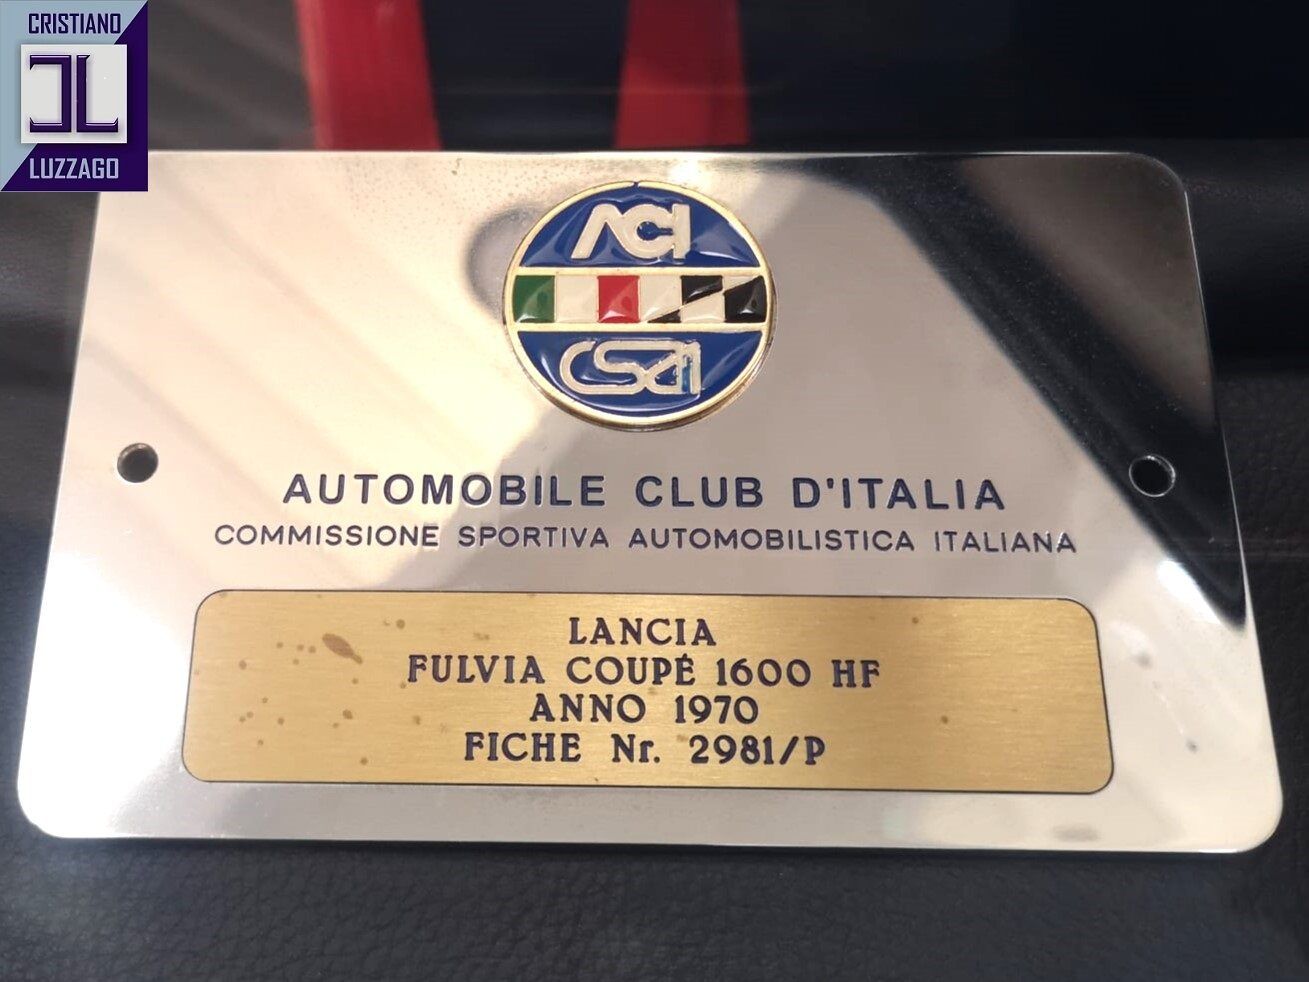 CRISTIANO
LUZZAGO
ACI
CSAI
AUTOMOBILE CLUB D'ITALIA
COMMISSIONE SPORTIVA AUTOMOBILISTICA ITALIANA
LANCIA
FULVIA COUPÉ 1600 HF
ANNO 1970
FICHE Nr. 2981/P